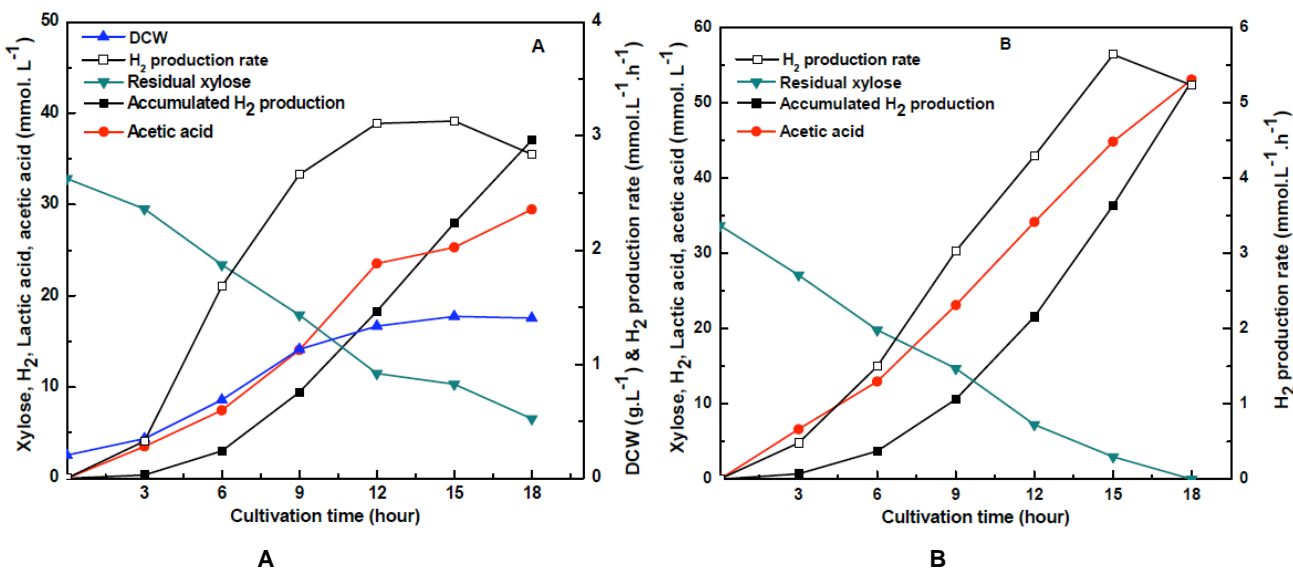 Xylose, H2, Lactic acid, acetic acid (mmol. L-1)
50
40
30
20
10
0
DCW
H2 production rate
Residual xylose
Accumulated H2 production
Acetic acid
A
3
6
9
12
15
18
Cultivation time (hour)
4
3
2
1
0
DCW (g.L-1) & H2 production rate (mmol.L-1.h-1)
A
Xylose, H2, Lactic acid, acetic acid (mmol. L-1)
60
50
40
30
20
10
0
H2 production rate
Residual xylose
Accumulated H2 production
Acetic acid
B
3
6
9
12
15
18
Cultivation time (hour)
6
5
4
3
2
1
0
H2 production rate (mmol.L-1.h-1)
B